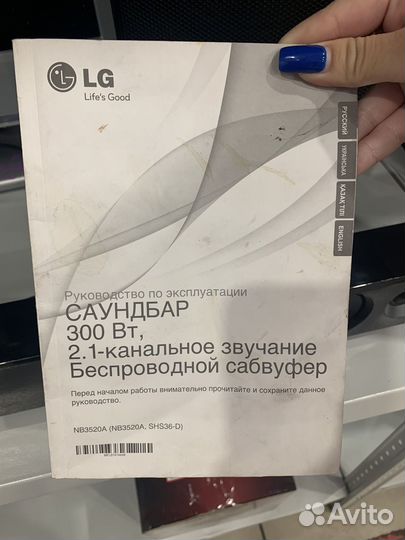 LG
Life's Good
РУССКИЙ
УКРАЇНСЬКА
ҚАЗАҚ ТІЛІ
ENGLISH
Руководство по эксплуатации
САУНДБАР
300 Вт,
2.1-канальное звучание
Беспроводной сабвуфер
Перед началом работы внимательно прочитайте и сохраните данное
руководство.
NB3520A (NB3520A, SHS36-D)
Avito